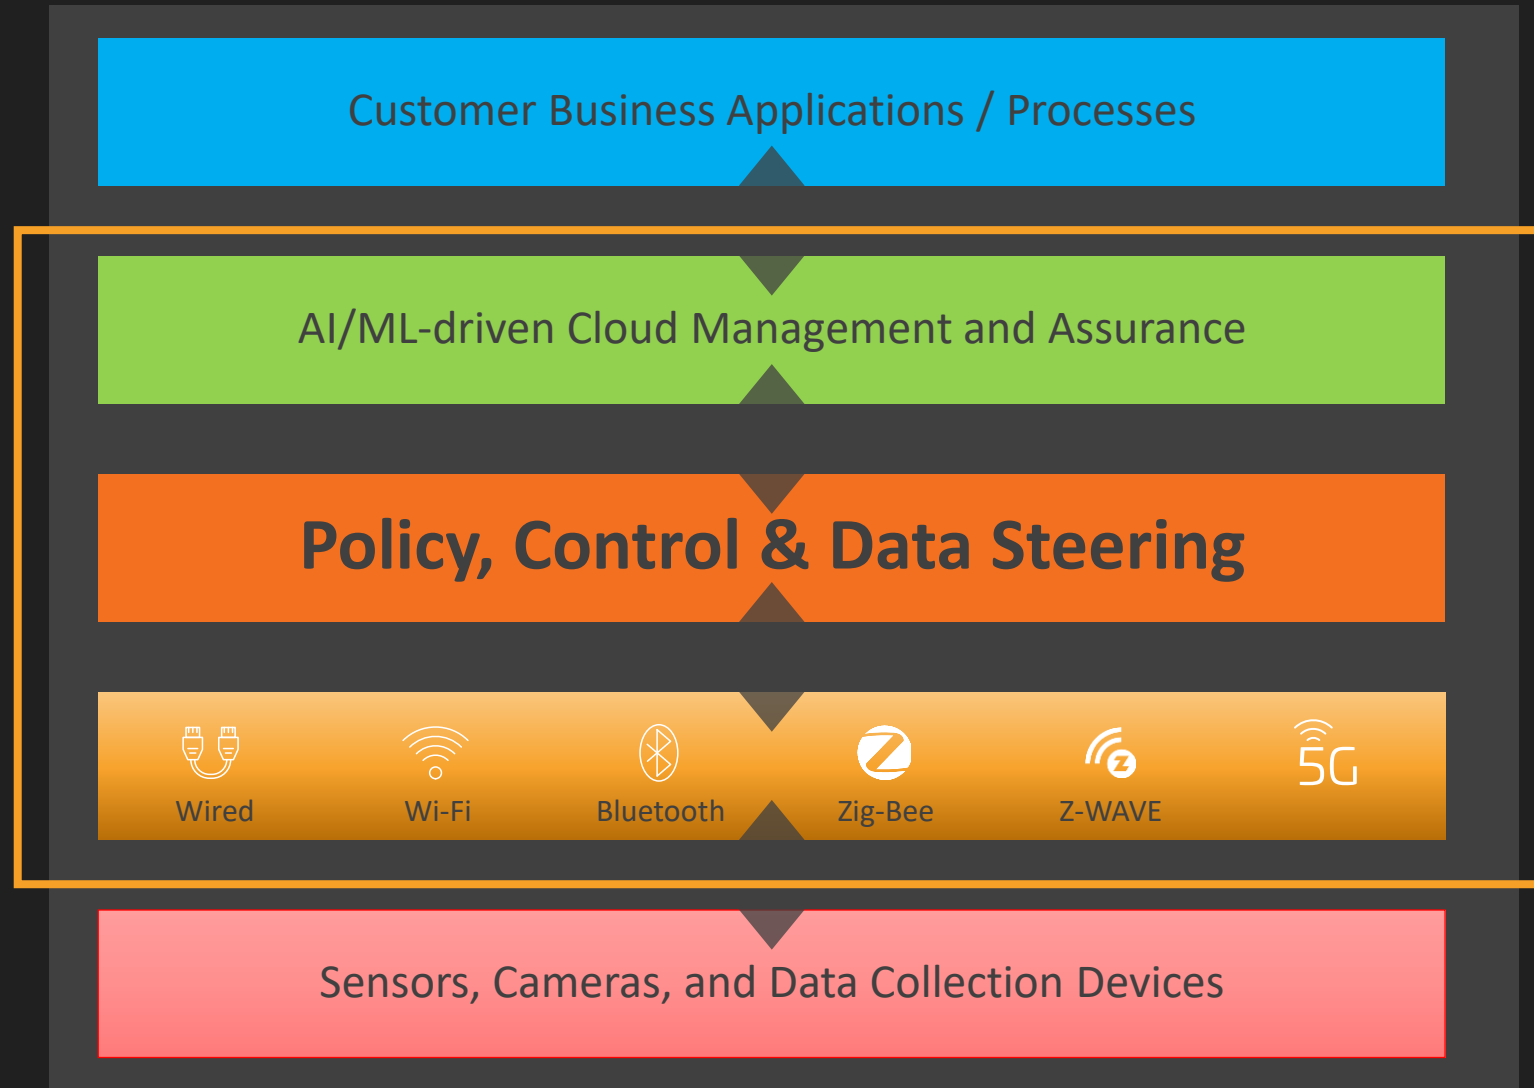 Customer Business Applications / Processes
AI/ML-driven Cloud Management and Assurance
Policy, Control & Data Steering
5G
Wired Wi-Fi Bluetooth Zig-Bee Z-WAVE
Sensors, Cameras, and Data Collection Devices